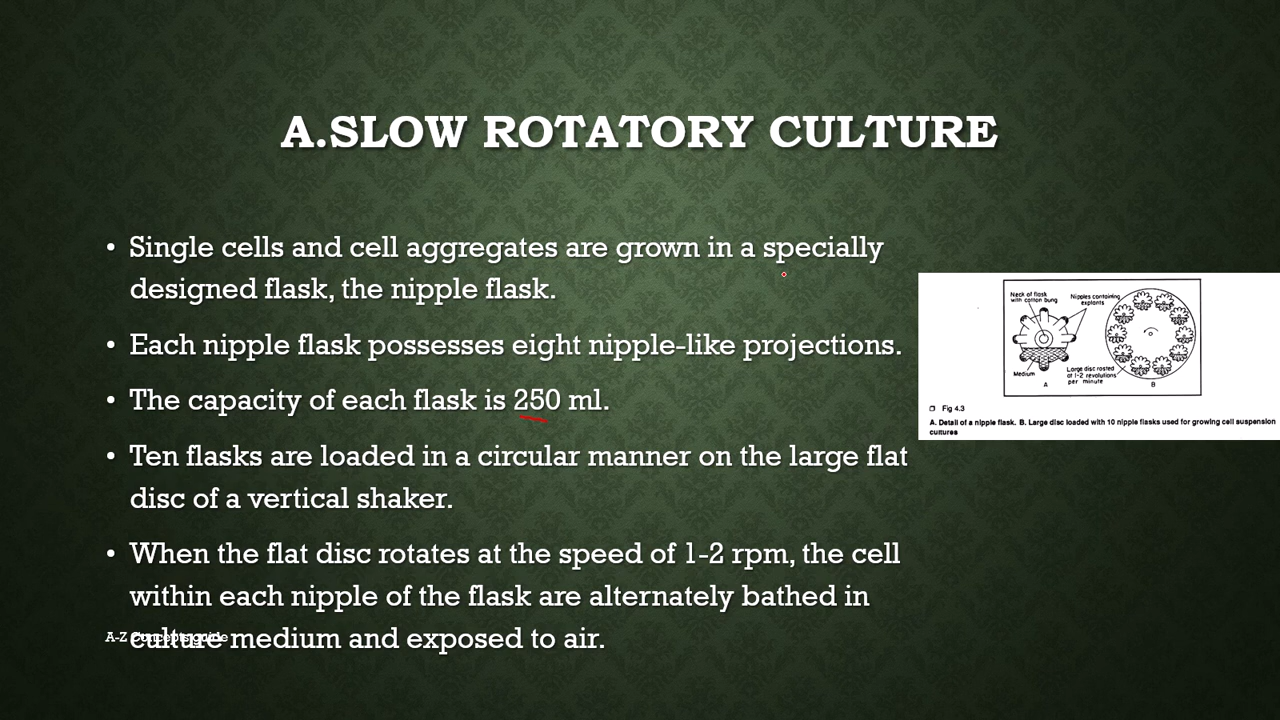 A.SLOW ROTATORY CULTURE
• Single cells and cell aggregates are grown in a specially
designed flask, the nipple flask.
• Each nipple flask possesses eight nipple-like projections.
• The capacity of each flask is 250 ml.
• Ten flasks are loaded in a circular manner on the large flat
disc of a vertical shaker.
• When the flat disc rotates at the speed of 1-2 rpm, the cell
within each nipple of the flask are alternately bathed in
culture medium and exposed to air.
A-Z Concepts guide
Neck of flask
with cotton bung
Nipples containing
explants
Medium
Large disc rosted
at 1-2 revolutions
per minute
A
B
Fig 4.3
A. Detail of a nipple flask. B. Large disc loaded with 10 nipple flasks used for growing cell suspension
cultures